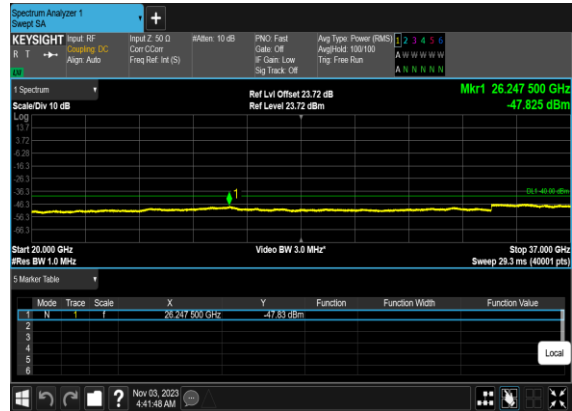 Spectrum Analyzer 1
Swept SA
+
KEYSIGHT
R T
LW
Input: RF
Coupling: DC
Align: Auto
Input Z: 50 Ω
Corr CCorr
Freq Ref: Int (S)
#Atten: 10 dB
PNO: Fast
Gate: Off
IF Gain: Low
Sig Track: Off
Avg Type: Power (RMS)
Avg|Hold: 100/100
Trig: Free Run
1 2 3 4 5 6
A W W W W W
A N N N N N
1 Spectrum
Scale/Div 10 dB
Log
Ref Lvl Offset 23.72 dB
Ref Level 23.72 dBm
Mkr1 26.247 500 GHz
-47.825 dBm
13.7
3.72
-6.28
-16.3
-26.3
-36.3
-46.3
-56.3
-66.3
1
DL1 -40.00 dBm
Start 20.000 GHz
#Res BW 1.0 MHz
Video BW 3.0 MHz*
Stop 37.000 GHz
Sweep 29.3 ms (40001 pts)
5 Marker Table
Mode Trace Scale X Y Function Function Width Function Value
1 N 1 f 26.247 500 GHz -47.83 dBm
2
3
4
5
6
Local
?
Nov 03, 2023
4:41:48 AM